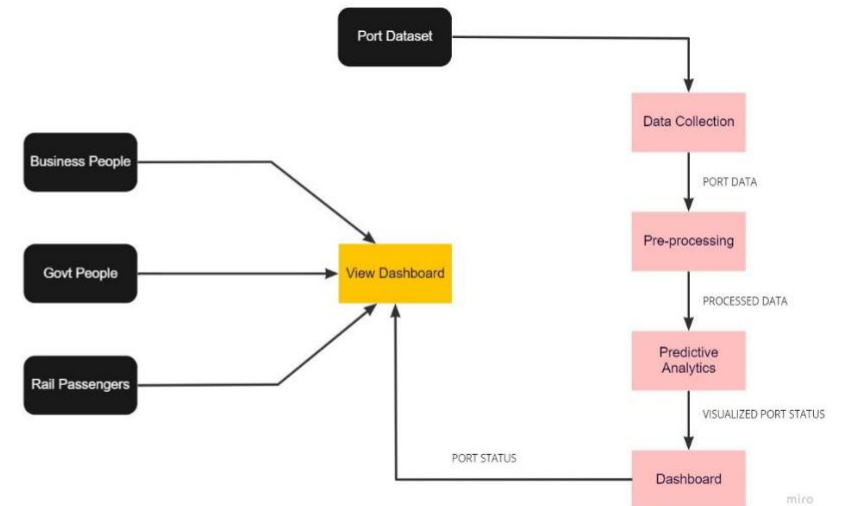 Port Dataset
Data Collection
PORT DATA
Business People
Pre-processing
Govt People
View Dashboard
PROCESSED DATA
Predictive
Analytics
Rail Passengers
VISUALIZED PORT STATUS
PORT STATUS
Dashboard
miro